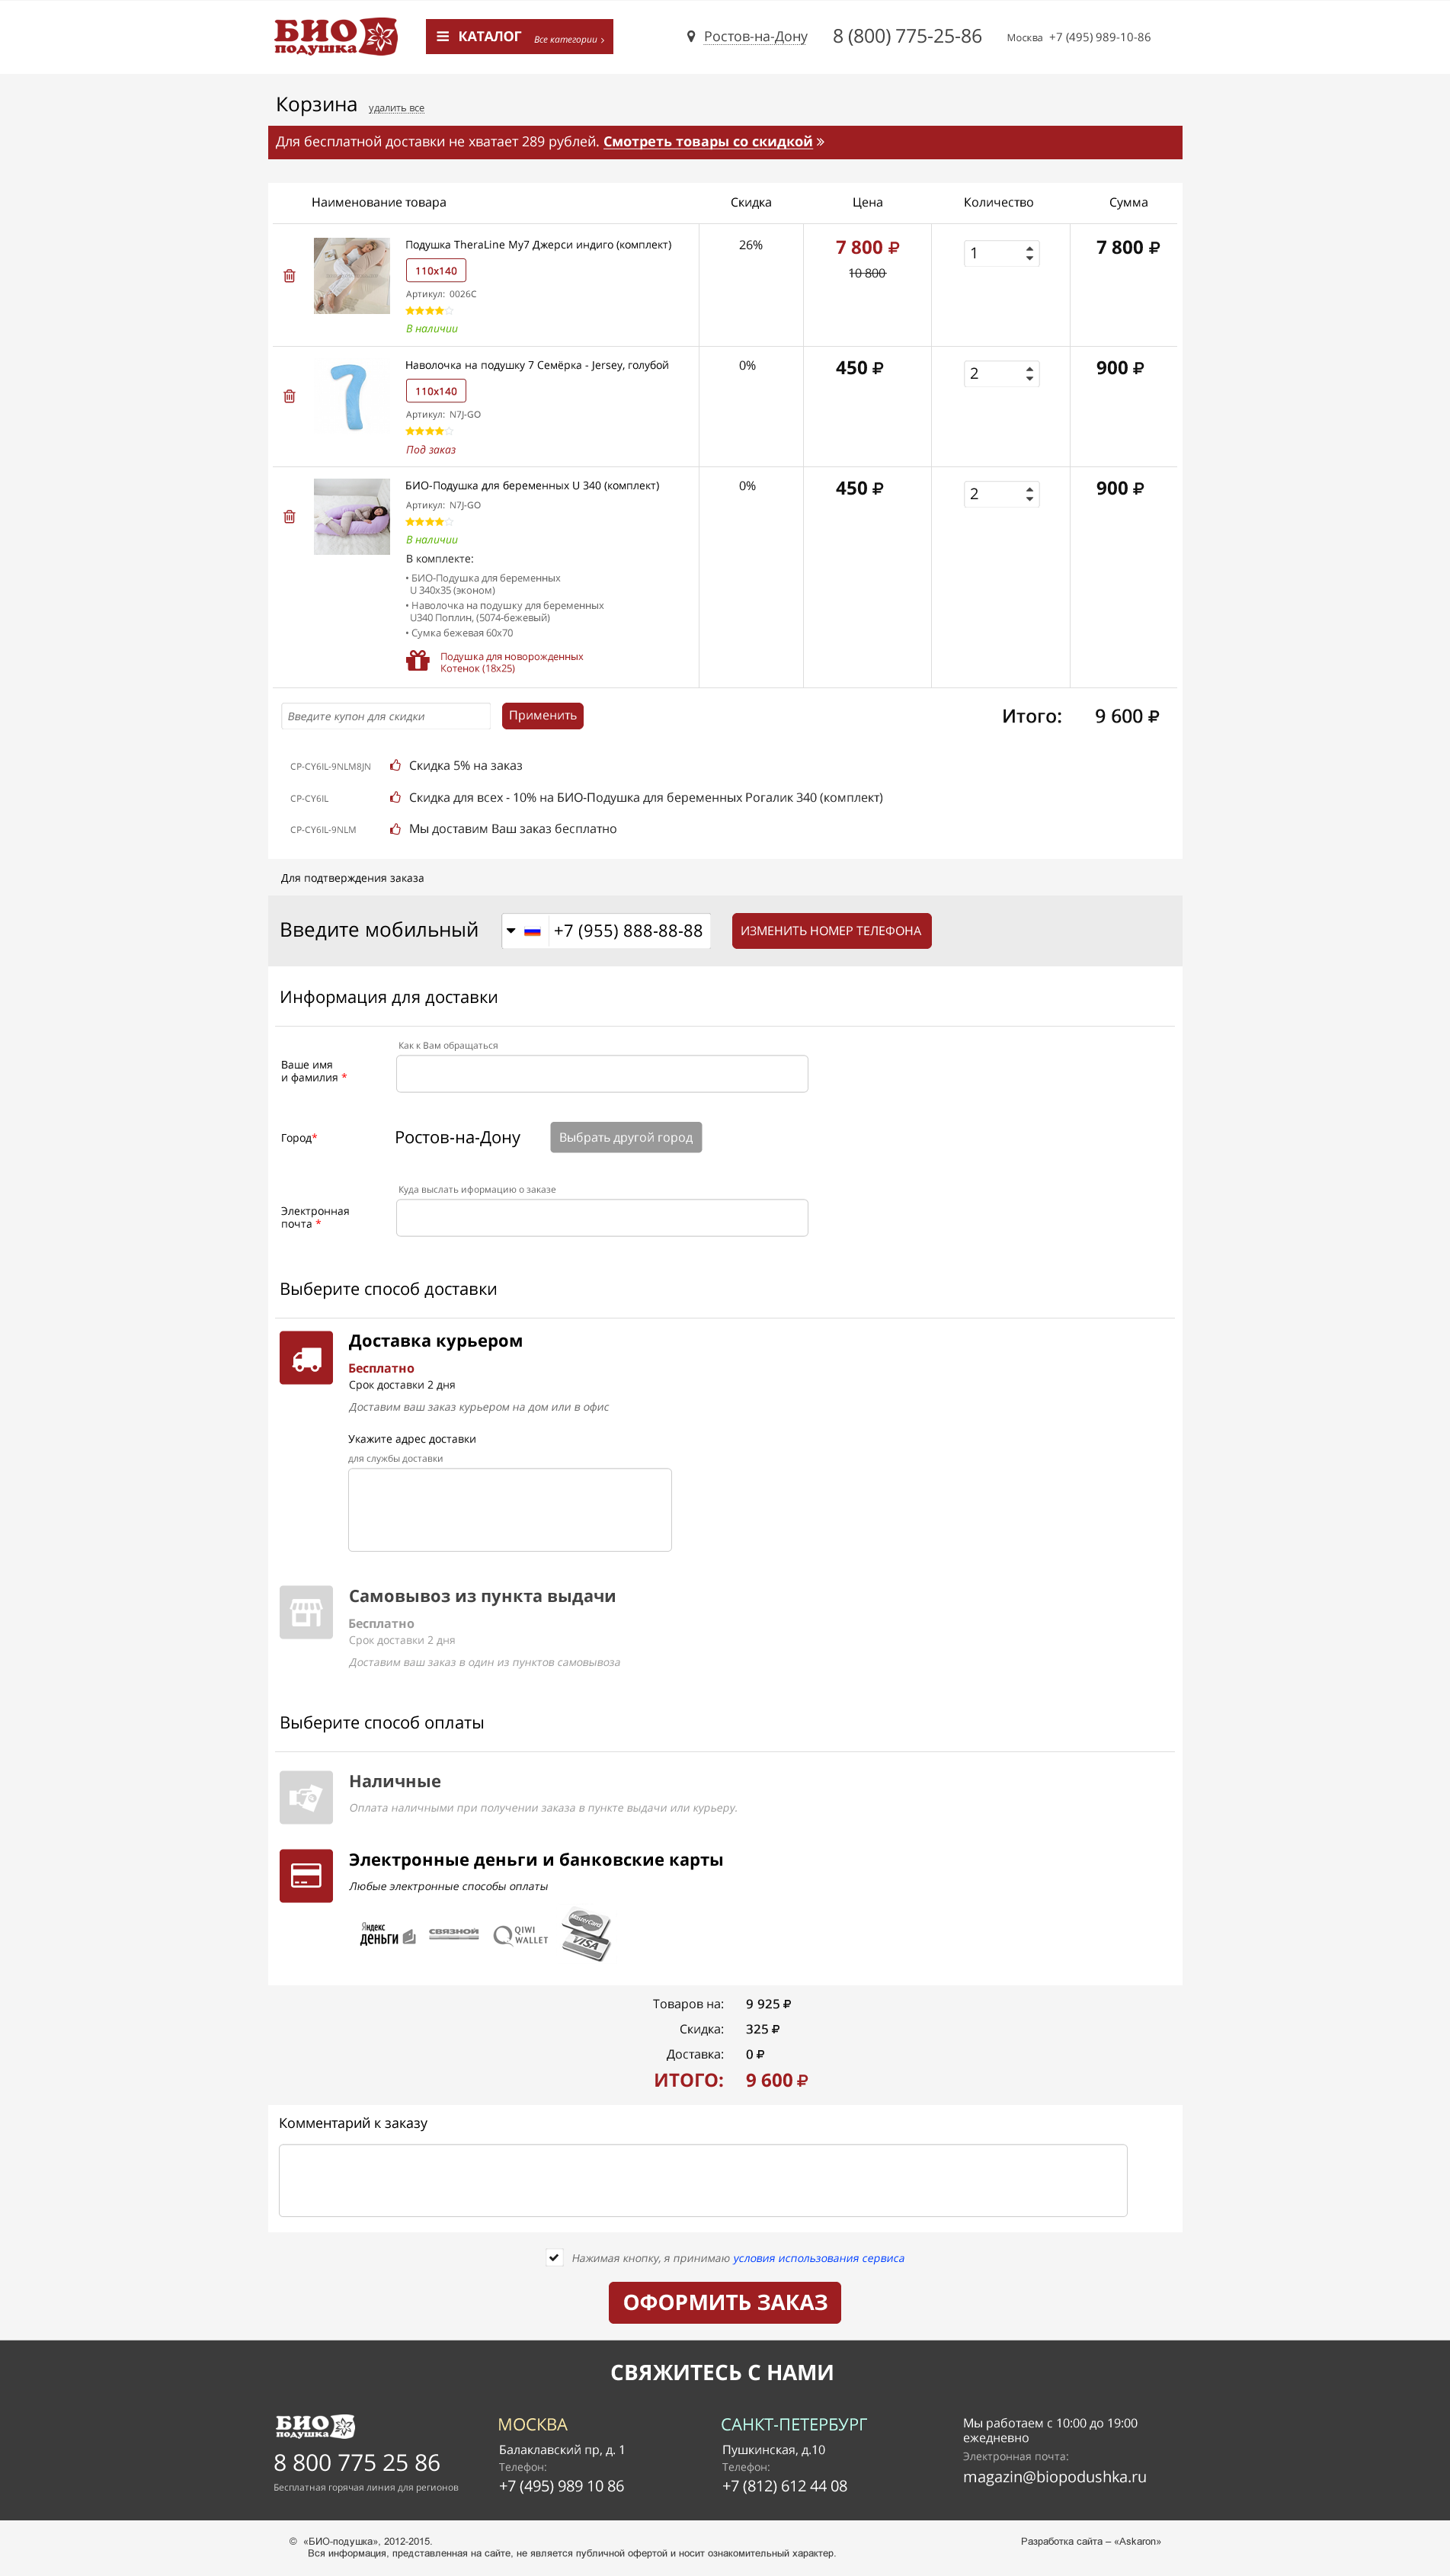 БИО подушка
КАТАЛОГ Все категории
Ростов-на-Дону
8 (800) 775-25-86
Москва +7 (495) 989-10-86
Корзина удалить все
Для бесплатной доставки не хватает 289 рублей. Смотреть товары со скидкой »
Наименование товара Скидка Цена Количество Сумма
Подушка TheraLine My7 Джерси индиго (комплект) 26% 7 800 ₽ 1 7 800 ₽
110x140 10 800
Артикул: 0026С
В наличии
Наволочка на подушку 7 Семёрка - Jersey, голубой 0% 450 ₽ 2 900 ₽
110x140
Артикул: N7J-GO
Под заказ
БИО-Подушка для беременных U 340 (комплект) 0% 450 ₽ 2 900 ₽
Артикул: N7J-GO
В наличии
В комплекте:
• БИО-Подушка для беременных
U 340x35 (эконом)
• Наволочка на подушку для беременных
U340 Поплин, (5074-бежевый)
• Сумка бежевая 60x70
Подушка для новорожденных
Котенок (18x25)
Введите купон для скидки Применить Итого: 9 600 ₽
CP-CY6IL-9NLM8JN Скидка 5% на заказ
CP-CY6IL Скидка для всех - 10% на БИО-Подушка для беременных Рогалик 340 (комплект)
CP-CY6IL-9NLM Мы доставим Ваш заказ бесплатно
Для подтверждения заказа
Введите мобильный +7 (955) 888-88-88 ИЗМЕНИТЬ НОМЕР ТЕЛЕФОНА
Информация для доставки
Как к Вам обращаться
Ваше имя
и фамилия *
Город* Ростов-на-Дону Выбрать другой город
Куда выслать иформацию о заказе
Электронная
почта *
Выберите способ доставки
Доставка курьером
Бесплатно
Срок доставки 2 дня
Доставим ваш заказ курьером на дом или в офис
Укажите адрес доставки
для службы доставки
Самовывоз из пункта выдачи
Бесплатно
Срок доставки 2 дня
Доставим ваш заказ в один из пунктов самовывоза
Выберите способ оплаты
Наличные
Оплата наличными при получении заказа в пункте выдачи или курьеру.
Электронные деньги и банковские карты
Любые электронные способы оплаты
Яндекс деньги СВЯЗНОЙ QIWI WALLET MasterCard VISA
Товаров на: 9 925 ₽
Скидка: 325 ₽
Доставка: 0 ₽
ИТОГО: 9 600 ₽
Комментарий к заказу
Нажимая кнопку, я принимаю условия использования сервиса
ОФОРМИТЬ ЗАКАЗ
СВЯЖИТЕСЬ С НАМИ
БИО подушка
8 800 775 25 86
Бесплатная горячая линия для регионов
МОСКВА
Балаклавский пр, д. 1
Телефон:
+7 (495) 989 10 86
САНКТ-ПЕТЕРБУРГ
Пушкинская, д.10
Телефон:
+7 (812) 612 44 08
Мы работаем с 10:00 до 19:00
ежедневно
Электронная почта:
magazin@biopodushka.ru
© «БИО-подушка», 2012-2015.
Вся информация, представленная на сайте, не является публичной офертой и носит ознакомительный характер.
Разработка сайта – «Askaron»